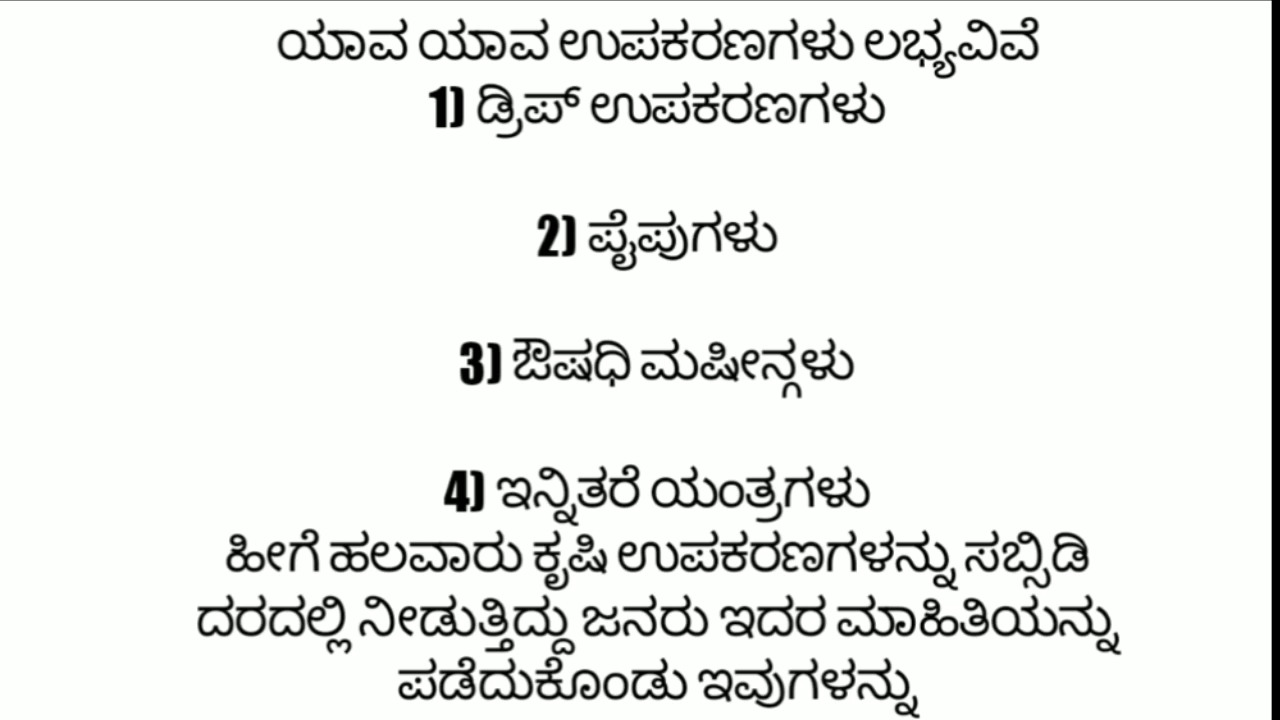 ಯಾವ ಯಾವ ಉಪಕರಣಗಳು ಲಭ್ಯವಿವೆ
1) ಡ್ರಿಪ್ ಉಪಕರಣಗಳು
2) ಪೈಪುಗಳು
3) ಔಷಧಿ ಮಷೀನ್ಗಳು
4) ಇನ್ನಿತರೆ ಯಂತ್ರಗಳು
ಹೀಗೆ ಹಲವಾರು ಕೃಷಿ ಉಪಕರಣಗಳನ್ನು ಸಬ್ಸಿಡಿ
ದರದಲ್ಲಿ ನೀಡುತ್ತಿದ್ದು ಜನರು ಇದರ ಮಾಹಿತಿಯನ್ನು
ಪಡೆದುಕೊಂಡು ಇವುಗಳನ್ನು